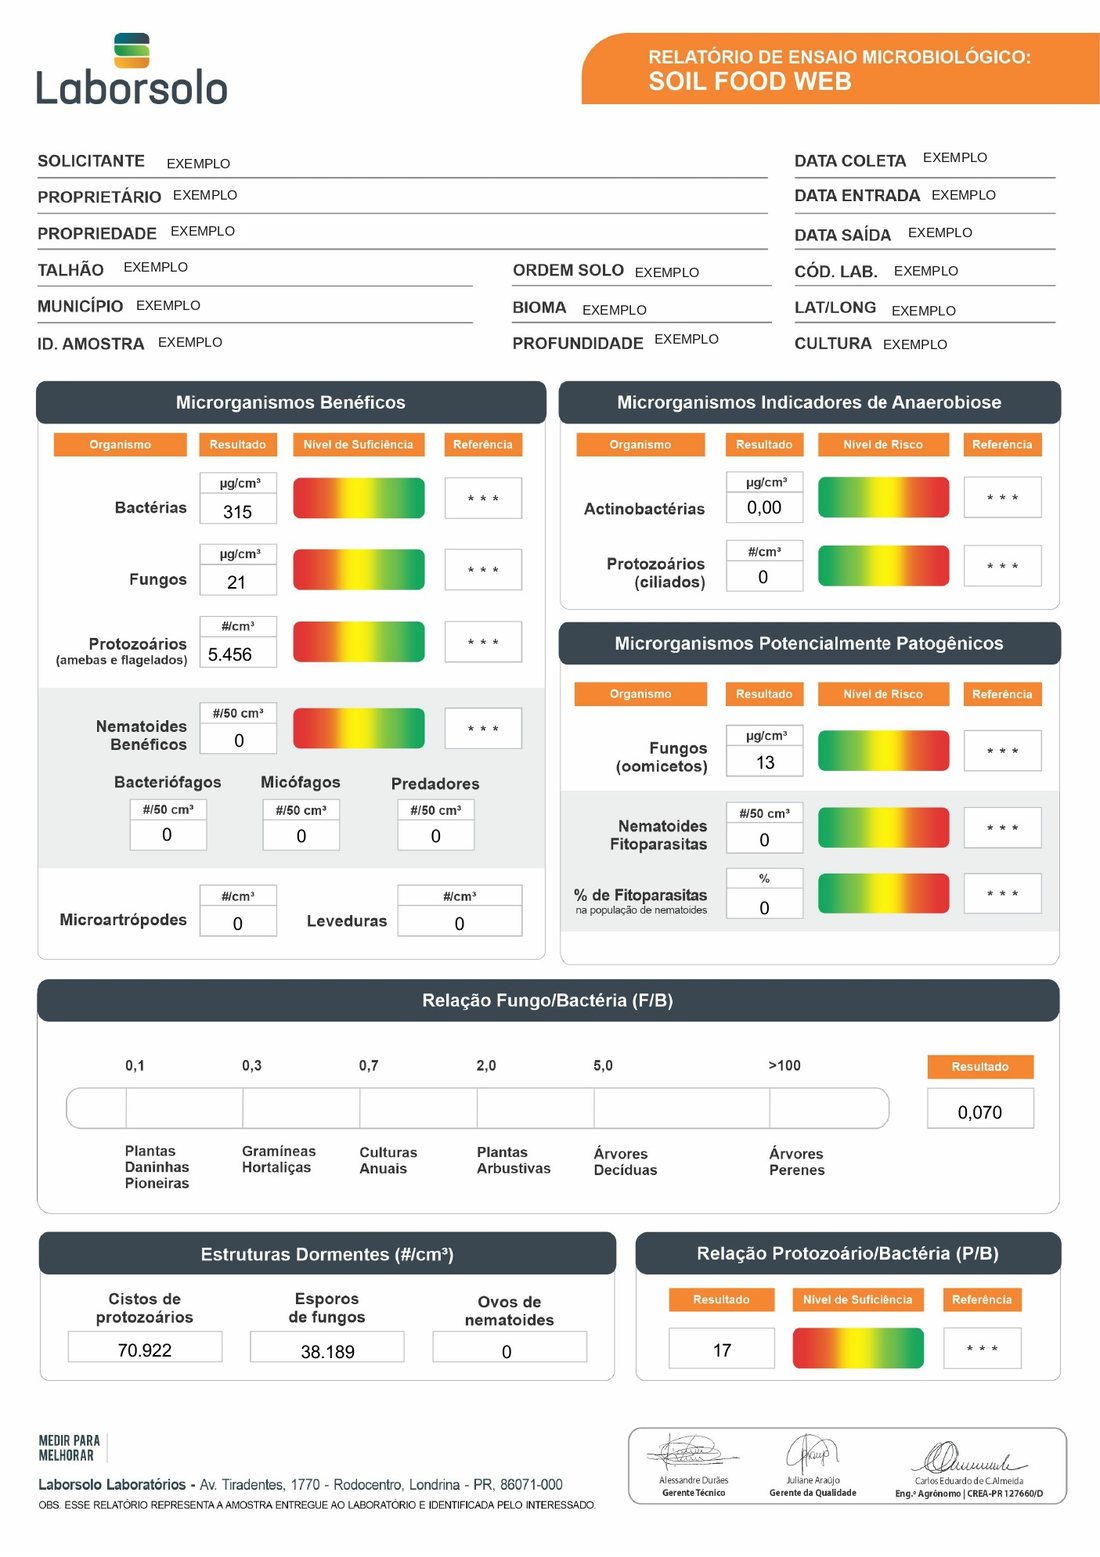 Laborsolo
RELATÓRIO DE ENSAIO MICROBIOLÓGICO:
SOIL FOOD WEB
SOLICITANTE EXEMPLO
DATA COLETA EXEMPLO
PROPRIETÁRIO EXEMPLO
DATA ENTRADA EXEMPLO
PROPRIEDADE EXEMPLO
DATA SAÍDA EXEMPLO
TALHÃO EXEMPLO
ORDEM SOLO EXEMPLO
CÓD. LAB. EXEMPLO
MUNICÍPIO EXEMPLO
BIOMA EXEMPLO
LAT/LONG EXEMPLO
ID. AMOSTRA EXEMPLO
PROFUNDIDADE EXEMPLO
CULTURA EXEMPLO
Microrganismos Benéficos
Organismo Resultado Nível de Suficiência Referência
µg/cm³
Bactérias 315 * * *
µg/cm³
Fungos 21 * * *
#/cm³
Protozoários
(amebas e flagelados) 5.456 * * *
#/50 cm³
Nematoides
Benéficos 0 * * *
Bacteriófagos Micófagos Predadores
#/50 cm³ #/50 cm³ #/50 cm³
0 0 0
#/cm³ #/cm³
Microartrópodes 0 Leveduras 0
Microrganismos Indicadores de Anaerobiose
Organismo Resultado Nível de Risco Referência
µg/cm³
Actinobactérias 0,00 * * *
#/cm³
Protozoários
(ciliados) 0 * * *
Microrganismos Potencialmente Patogênicos
Organismo Resultado Nível de Risco Referência
µg/cm³
Fungos
(oomicetos) 13 * * *
#/50 cm³
Nematoides
Fitoparasitas 0 * * *
%
% de Fitoparasitas
na população de nematoides 0 * * *
Relação Fungo/Bactéria (F/B)
0,1 0,3 0,7 2,0 5,0 >100
Resultado
0,070
Plantas
Daninhas
Pioneiras
Gramíneas
Hortaliças
Culturas
Anuais
Plantas
Arbustivas
Árvores
Decíduas
Árvores
Perenes
Estruturas Dormentes (#/cm³)
Cistos de
protozoários
70.922
Esporos
de fungos
38.189
Ovos de
nematoides
0
Relação Protozoário/Bactéria (P/B)
Resultado Nível de Suficiência Referência
17 * * *
MEDIR PARA
MELHORAR
Laborsolo Laboratórios - Av. Tiradentes, 1770 - Rodocentro, Londrina - PR, 86071-000
OBS. ESSE RELATÓRIO REPRESENTA A AMOSTRA ENTREGUE AO LABORATÓRIO E IDENTIFICADA PELO INTERESSADO.
Alessandre Durães
Gerente Técnico
Juliane Araújo
Gerente da Qualidade
Carlos Eduardo de C.Almeida
Eng.º Agrônomo | CREA-PR 127660/D